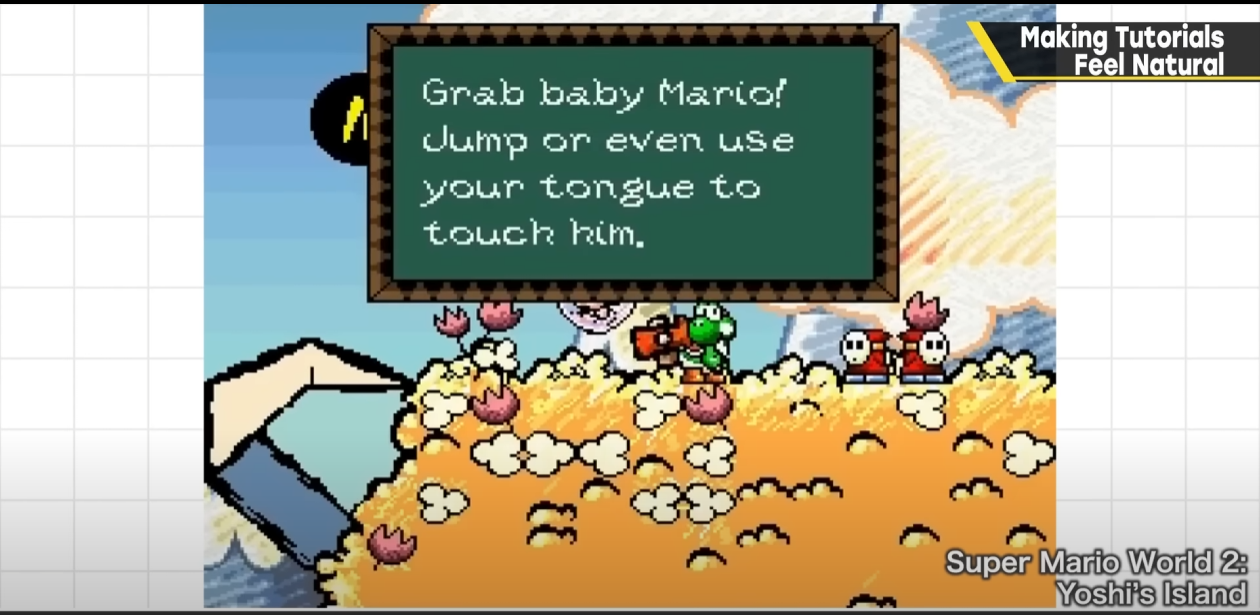 Making Tutorials
Feel Natural
Grab baby Mario!
Jump or even use
your tongue to
touch him.
Super Mario World 2:
Yoshi's Island